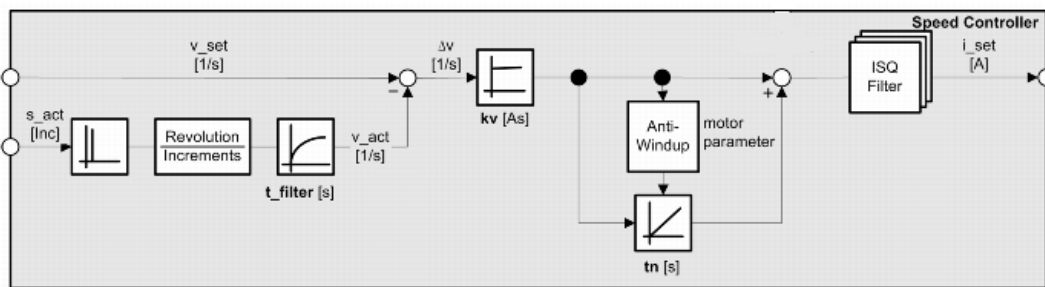 Speed Controller
v_set
[1/s]
Δv
[1/s]
i_set
[A]
ISQ
Filter
−
+
kv [As]
s_act
[Inc]
Revolution
Increments
v_act
[1/s]
t_filter [s]
Anti-
Windup
motor
parameter
tn [s]